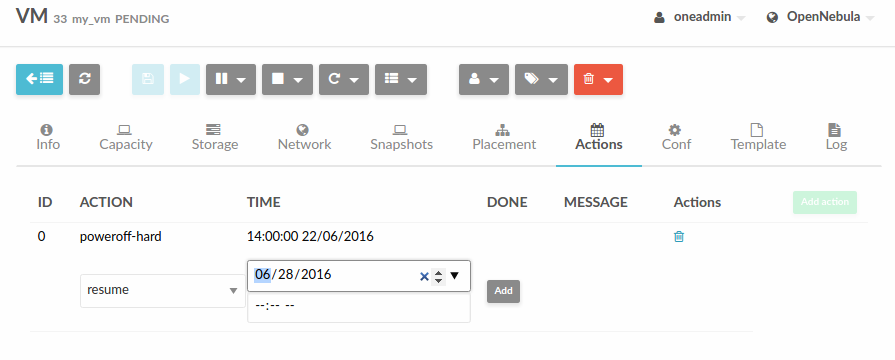 VM 33 my_vm PENDING
oneadmin OpenNebula
Info Capacity Storage Network Snapshots Placement Actions Conf Template Log
ID ACTION TIME DONE MESSAGE Actions Add action
0 poweroff-hard 14:00:00 22/06/2016
06/28/2016
resume Add
--:-- --